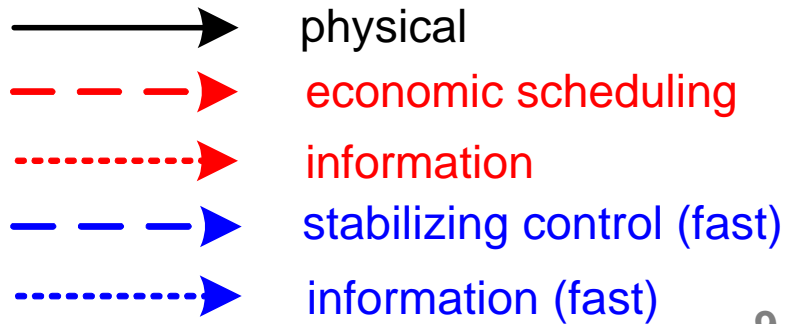 physical
economic scheduling
information
stabilizing control (fast)
information (fast)